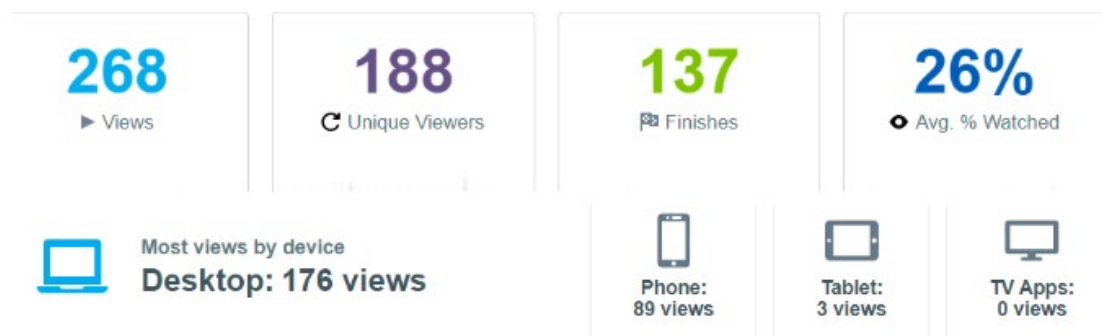 268
Views
188
Unique Viewers
137
Finishes
26%
Avg. % Watched
Most views by device
Desktop: 176 views
Phone:
89 views
Tablet:
3 views
TV Apps:
0 views